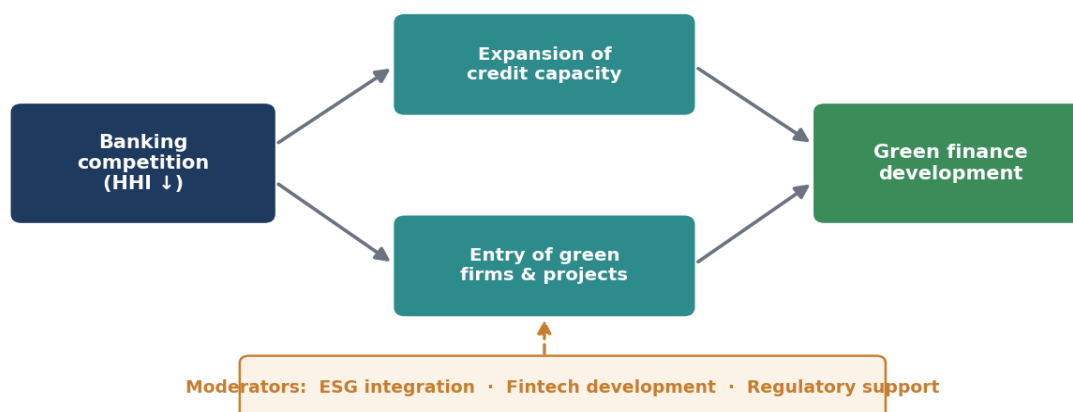 Expansion of
credit capacity
Banking
competition
(HHI ↓)
Green finance
development
Entry of green
firms & projects
Moderators:  ESG integration  ·  Fintech development  ·  Regulatory support